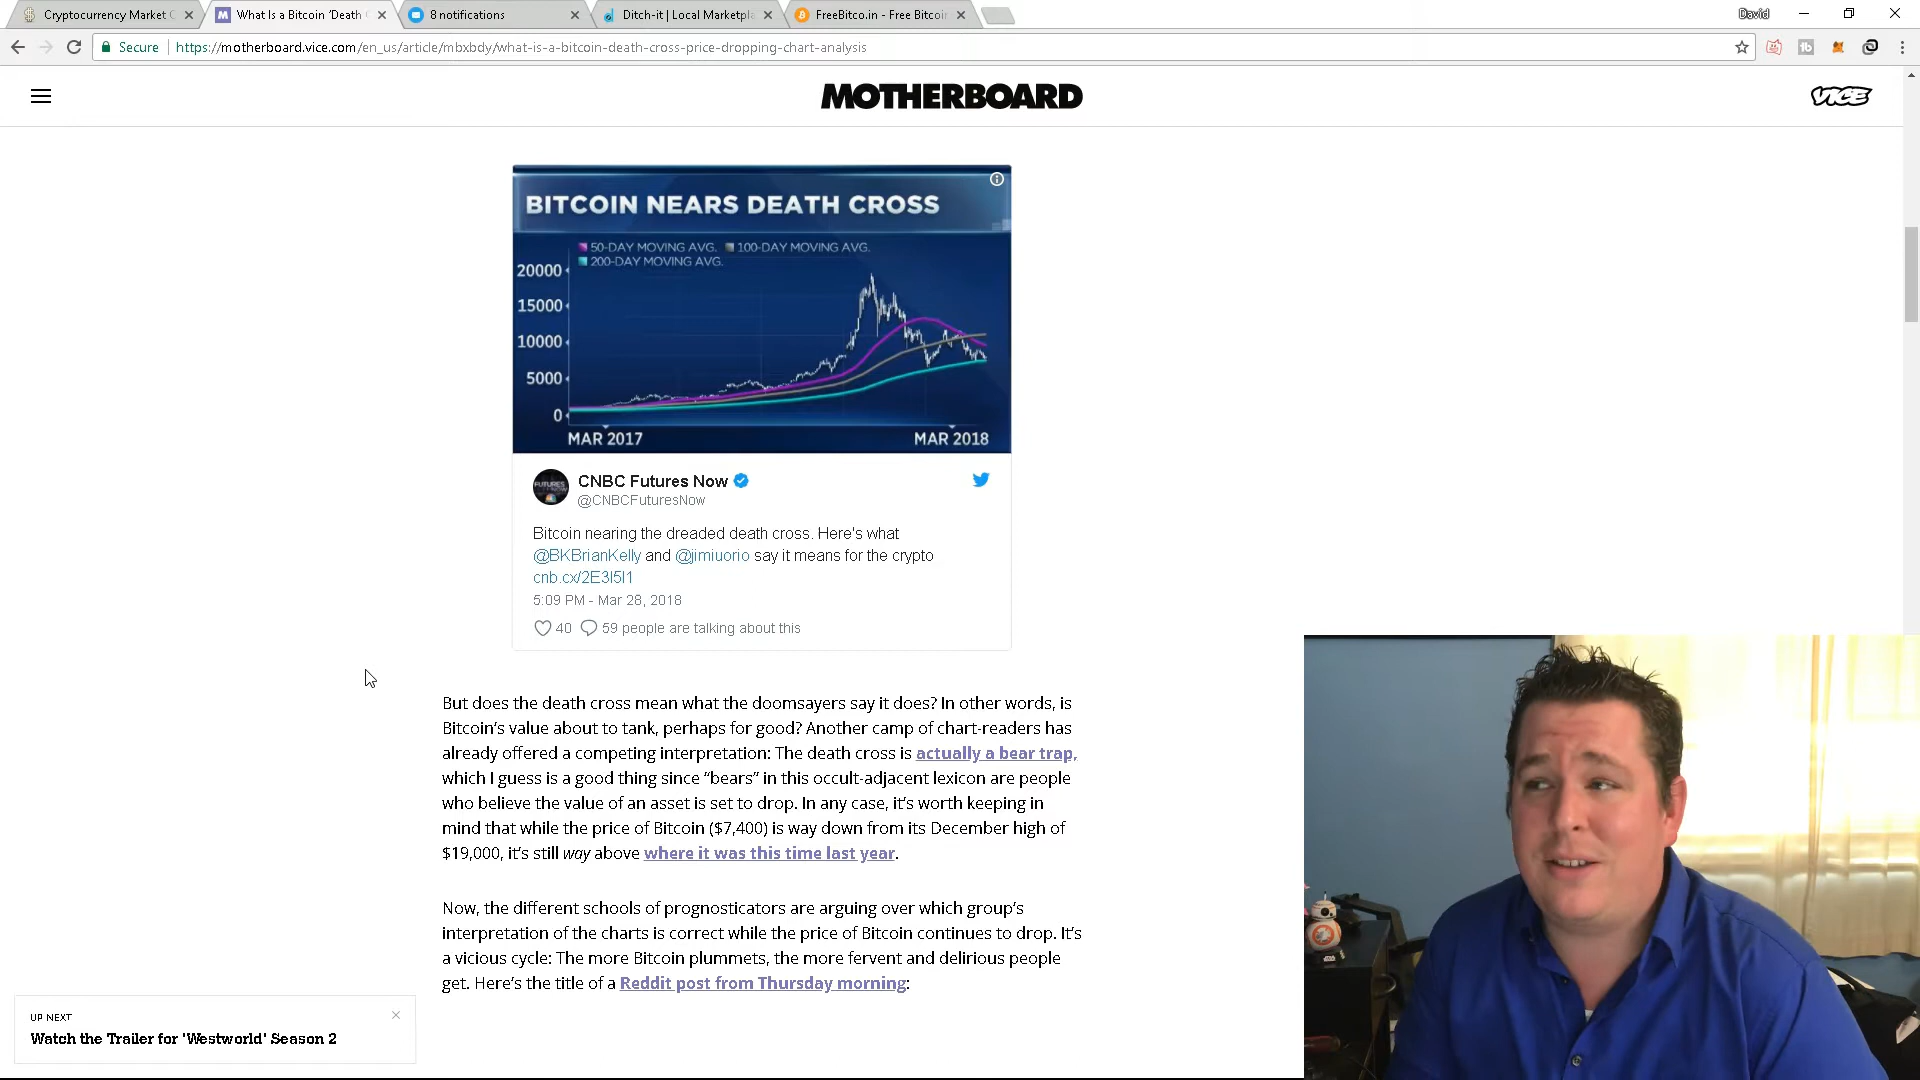 Cryptocurrency Market C
What Is a Bitcoin ‘Death C
8 notifications
Ditch-it | Local Marketpla
FreeBitco.in - Free Bitcoin
David
Secure
https://motherboard.vice.com/en_us/article/mbxbdy/what-is-a-bitcoin-death-cross-price-dropping-chart-analysis
MOTHERBOARD
VICE
BITCOIN NEARS DEATH CROSS
50-DAY MOVING AVG. 100-DAY MOVING AVG.
200-DAY MOVING AVG.
20000
15000
10000
5000
0
MAR 2017 MAR 2018
CNBC Futures Now
@CNBCFuturesNow
Bitcoin nearing the dreaded death cross. Here's what
@BKBrianKelly and @jimiuorio say it means for the crypto
cnb.cx/2E3I5I1
5:09 PM - Mar 28, 2018
40 59 people are talking about this
But does the death cross mean what the doomsayers say it does? In other words, is
Bitcoin’s value about to tank, perhaps for good? Another camp of chart-readers has
already offered a competing interpretation: The death cross is actually a bear trap,
which I guess is a good thing since “bears” in this occult-adjacent lexicon are people
who believe the value of an asset is set to drop. In any case, it’s worth keeping in
mind that while the price of Bitcoin ($7,400) is way down from its December high of
$19,000, it’s still way above where it was this time last year.
Now, the different schools of prognosticators are arguing over which group’s
interpretation of the charts is correct while the price of Bitcoin continues to drop. It’s
a vicious cycle: The more Bitcoin plummets, the more fervent and delirious people
get. Here’s the title of a Reddit post from Thursday morning:
UP NEXT
Watch the Trailer for 'Westworld' Season 2